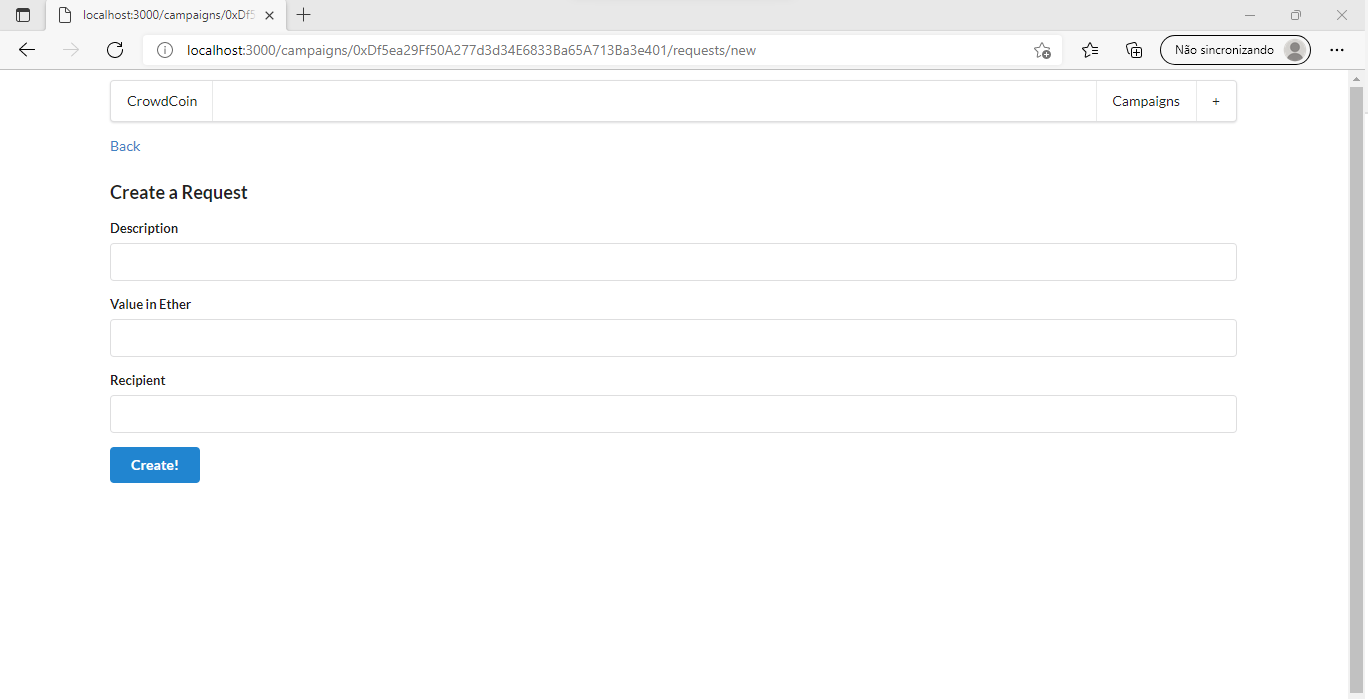 localhost:3000/campaigns/0xDf5
localhost:3000/campaigns/0xDf5ea29Ff50A277d3d34E6833Ba65A713Ba3e401/requests/new
Não sincronizando
CrowdCoin
Campaigns
+
Back
Create a Request
Description
Value in Ether
Recipient
Create!